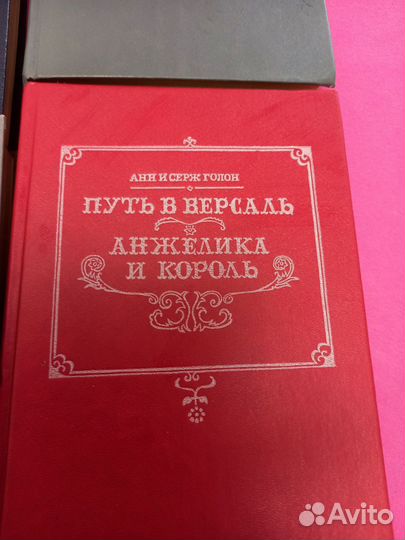 АНН И СЕРЖ ГОЛОН
ПУТЬ В ВЕРСАЛЬ
АНЖЕЛИКА
И КОРОЛЬ
Avito